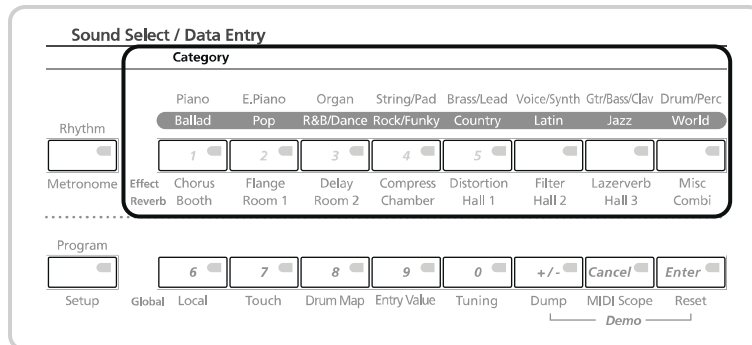 Sound Select / Data Entry
Category
Piano E.Piano Organ String/Pad Brass/Lead Voice/Synth Gtr/Bass/Clav Drum/Perc
Rhythm Ballad Pop R&B/Dance Rock/Funky Country Latin Jazz World
1 2 3 4 5
Metronome Effect Chorus Flange Delay Compress Distortion Filter Lazerverb Misc
Reverb Booth Room 1 Room 2 Chamber Hall 1 Hall 2 Hall 3 Combi
Program
6 7 8 9 0 +/- Cancel Enter
Setup Global Local Touch Drum Map Entry Value Tuning Dump MIDI Scope Reset
Demo